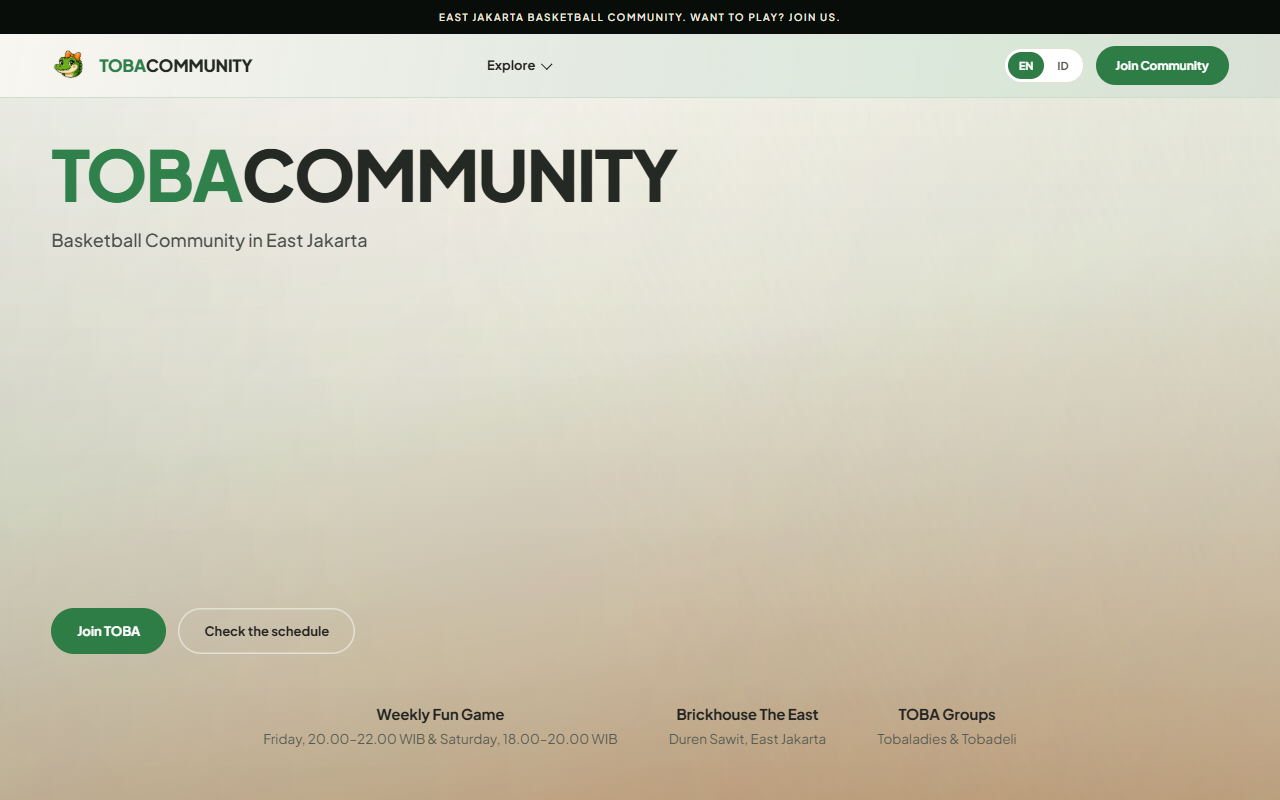 EAST JAKARTA BASKETBALL COMMUNITY. WANT TO PLAY? JOIN US.
TOBACOMMUNITY
Explore
EN
ID
Join Community
TOBACOMMUNITY
Basketball Community in East Jakarta
Join TOBA
Check the schedule
Weekly Fun Game
Friday, 20.00–22.00 WIB & Saturday, 18.00–20.00 WIB
Brickhouse The East
Duren Sawit, East Jakarta
TOBA Groups
Tobaladies & Tobadeli